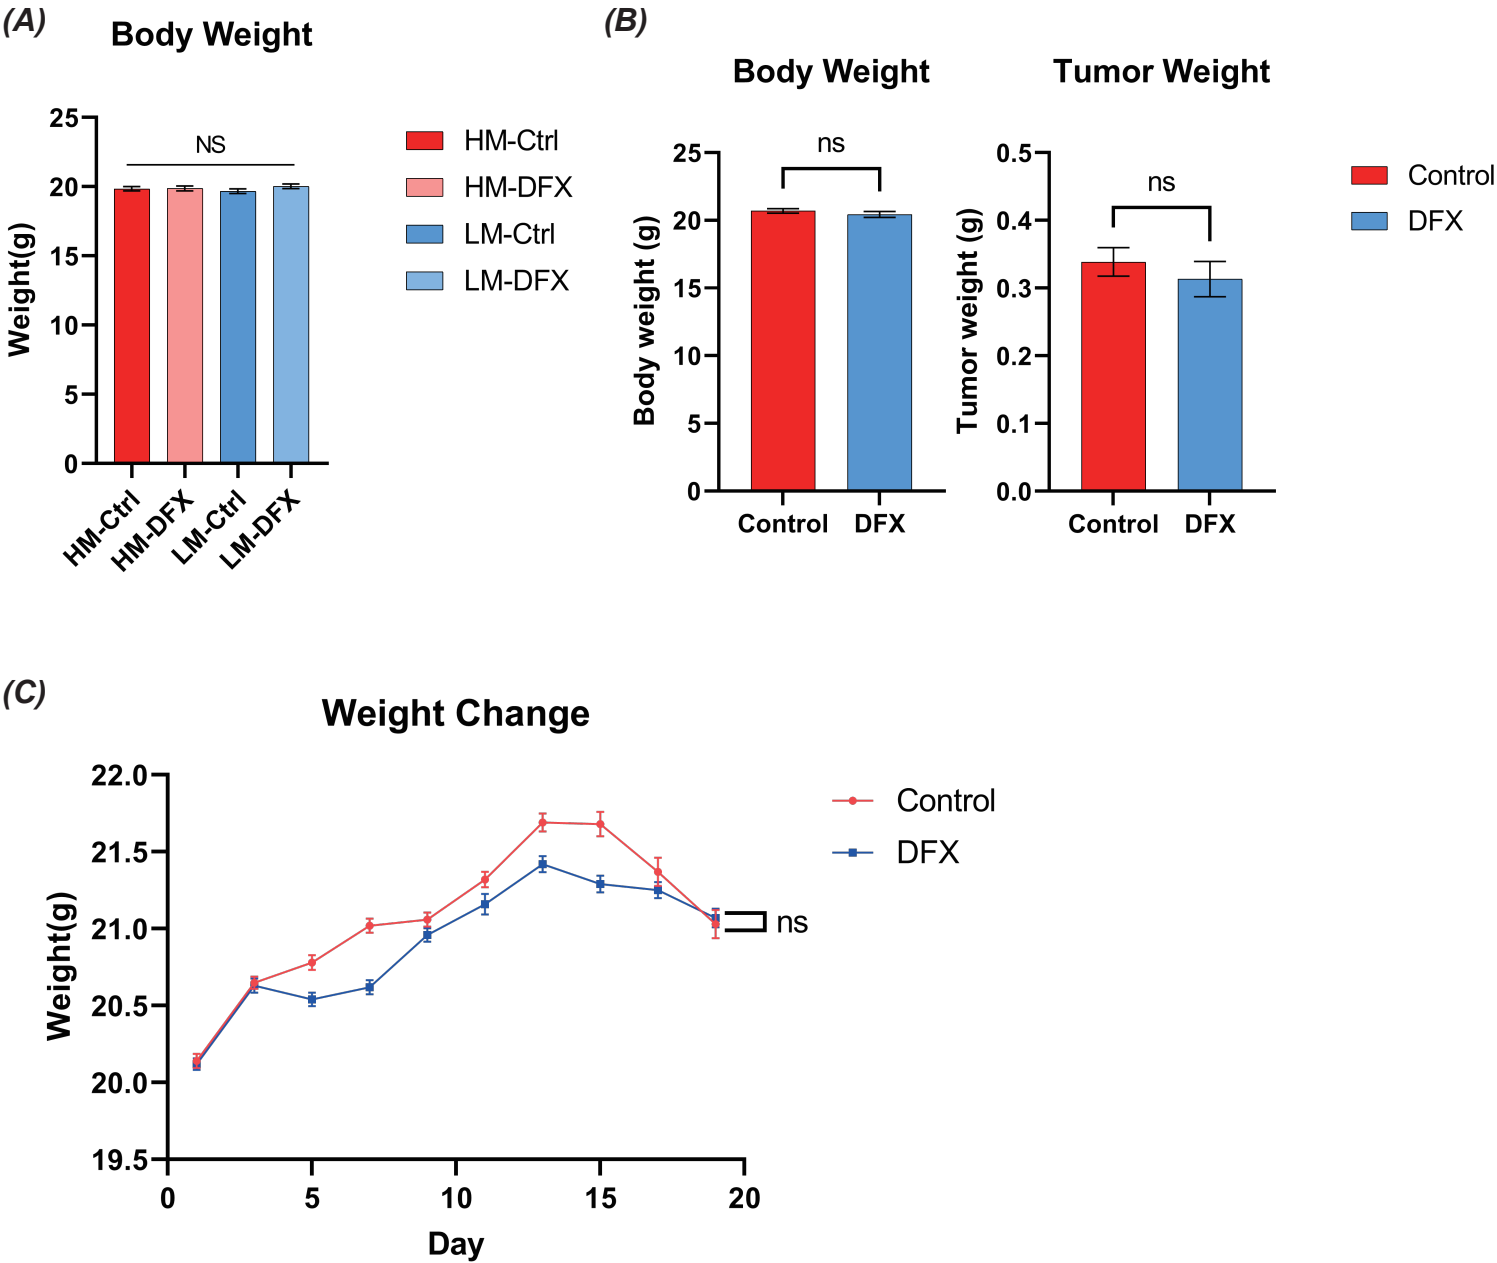 (A)
Body Weight
25
20
15
10
5
0
Weight(g)
NS
HM-Ctrl
HM-DFX
LM-Ctrl
LM-DFX
HM-Ctrl
HM-DFX
LM-Ctrl
LM-DFX
(B)
Body Weight
25
20
15
10
5
0
Body weight (g)
ns
Control
DFX
Tumor Weight
0.5
0.4
0.3
0.2
0.1
0.0
Tumor weight (g)
ns
Control
DFX
Control
DFX
(C)
Weight Change
22.0
21.5
21.0
20.5
20.0
19.5
Weight(g)
0 5 10 15 20
Day
ns
Control
DFX